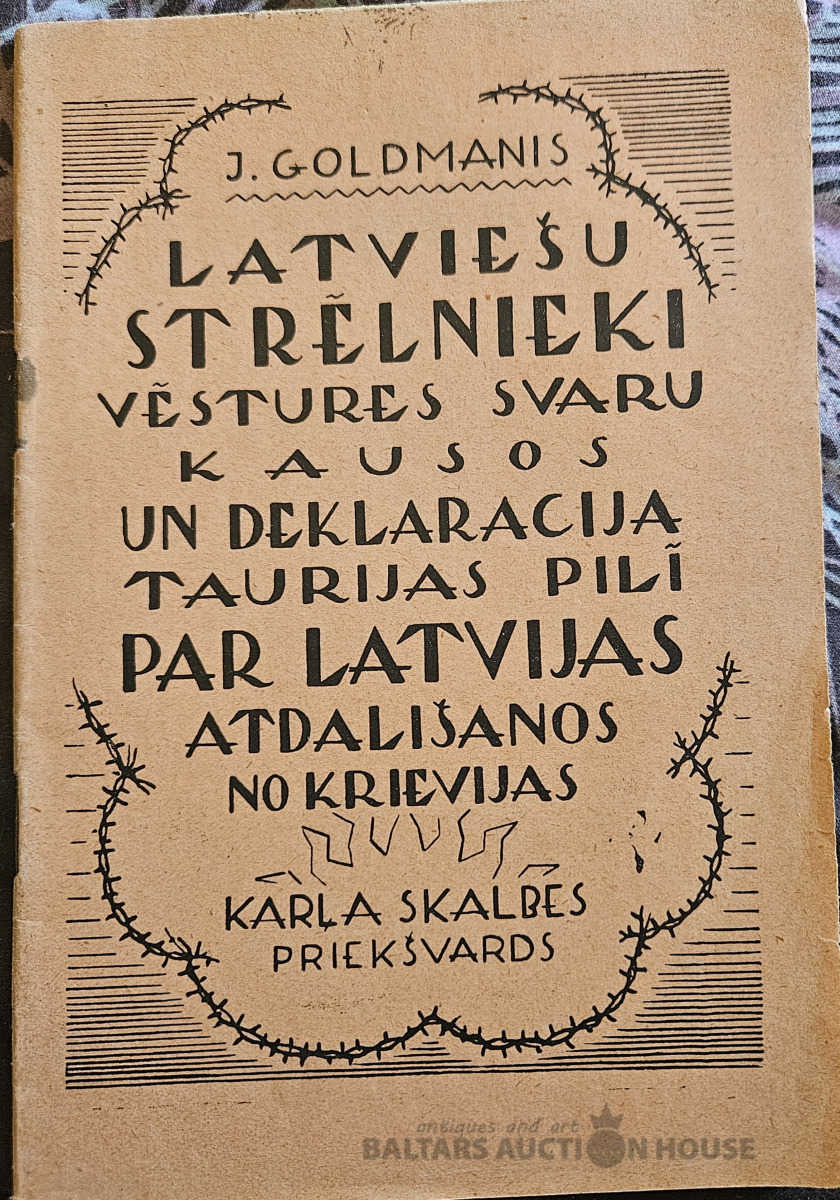 J. GOLDMANIS
LATVIEŠU
STRĒLNIEKI
VĒSTURES SVARU
KAUSOS
UN DEKLARACIJA
TAURIJAS PILĪ
PAR LATVIJAS
ATDALIŠANOS
NO KRIEVIJAS
KĀRĻA SKALBES
PRIEKŠVARDS
antiques and art
BALTARS AUCTION HOUSE